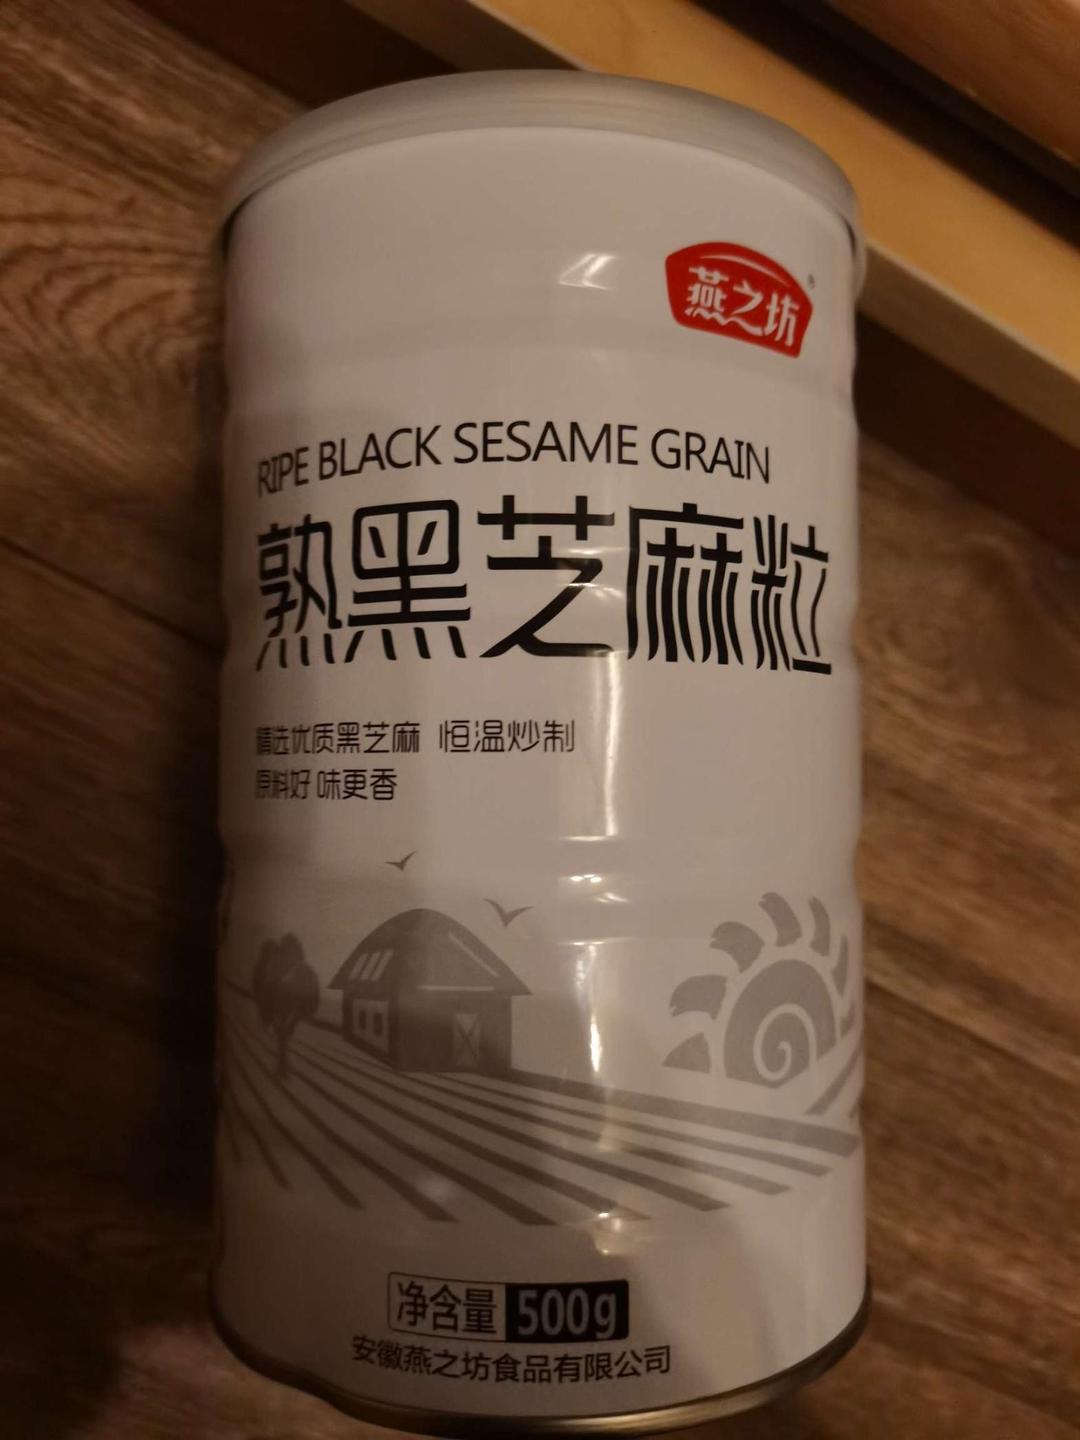 燕之坊®
RIPE BLACK SESAME GRAIN
熟黑芝麻粒
精选优质黑芝麻 恒温炒制
原料好 味更香
净含量 500g
安徽燕之坊食品有限公司